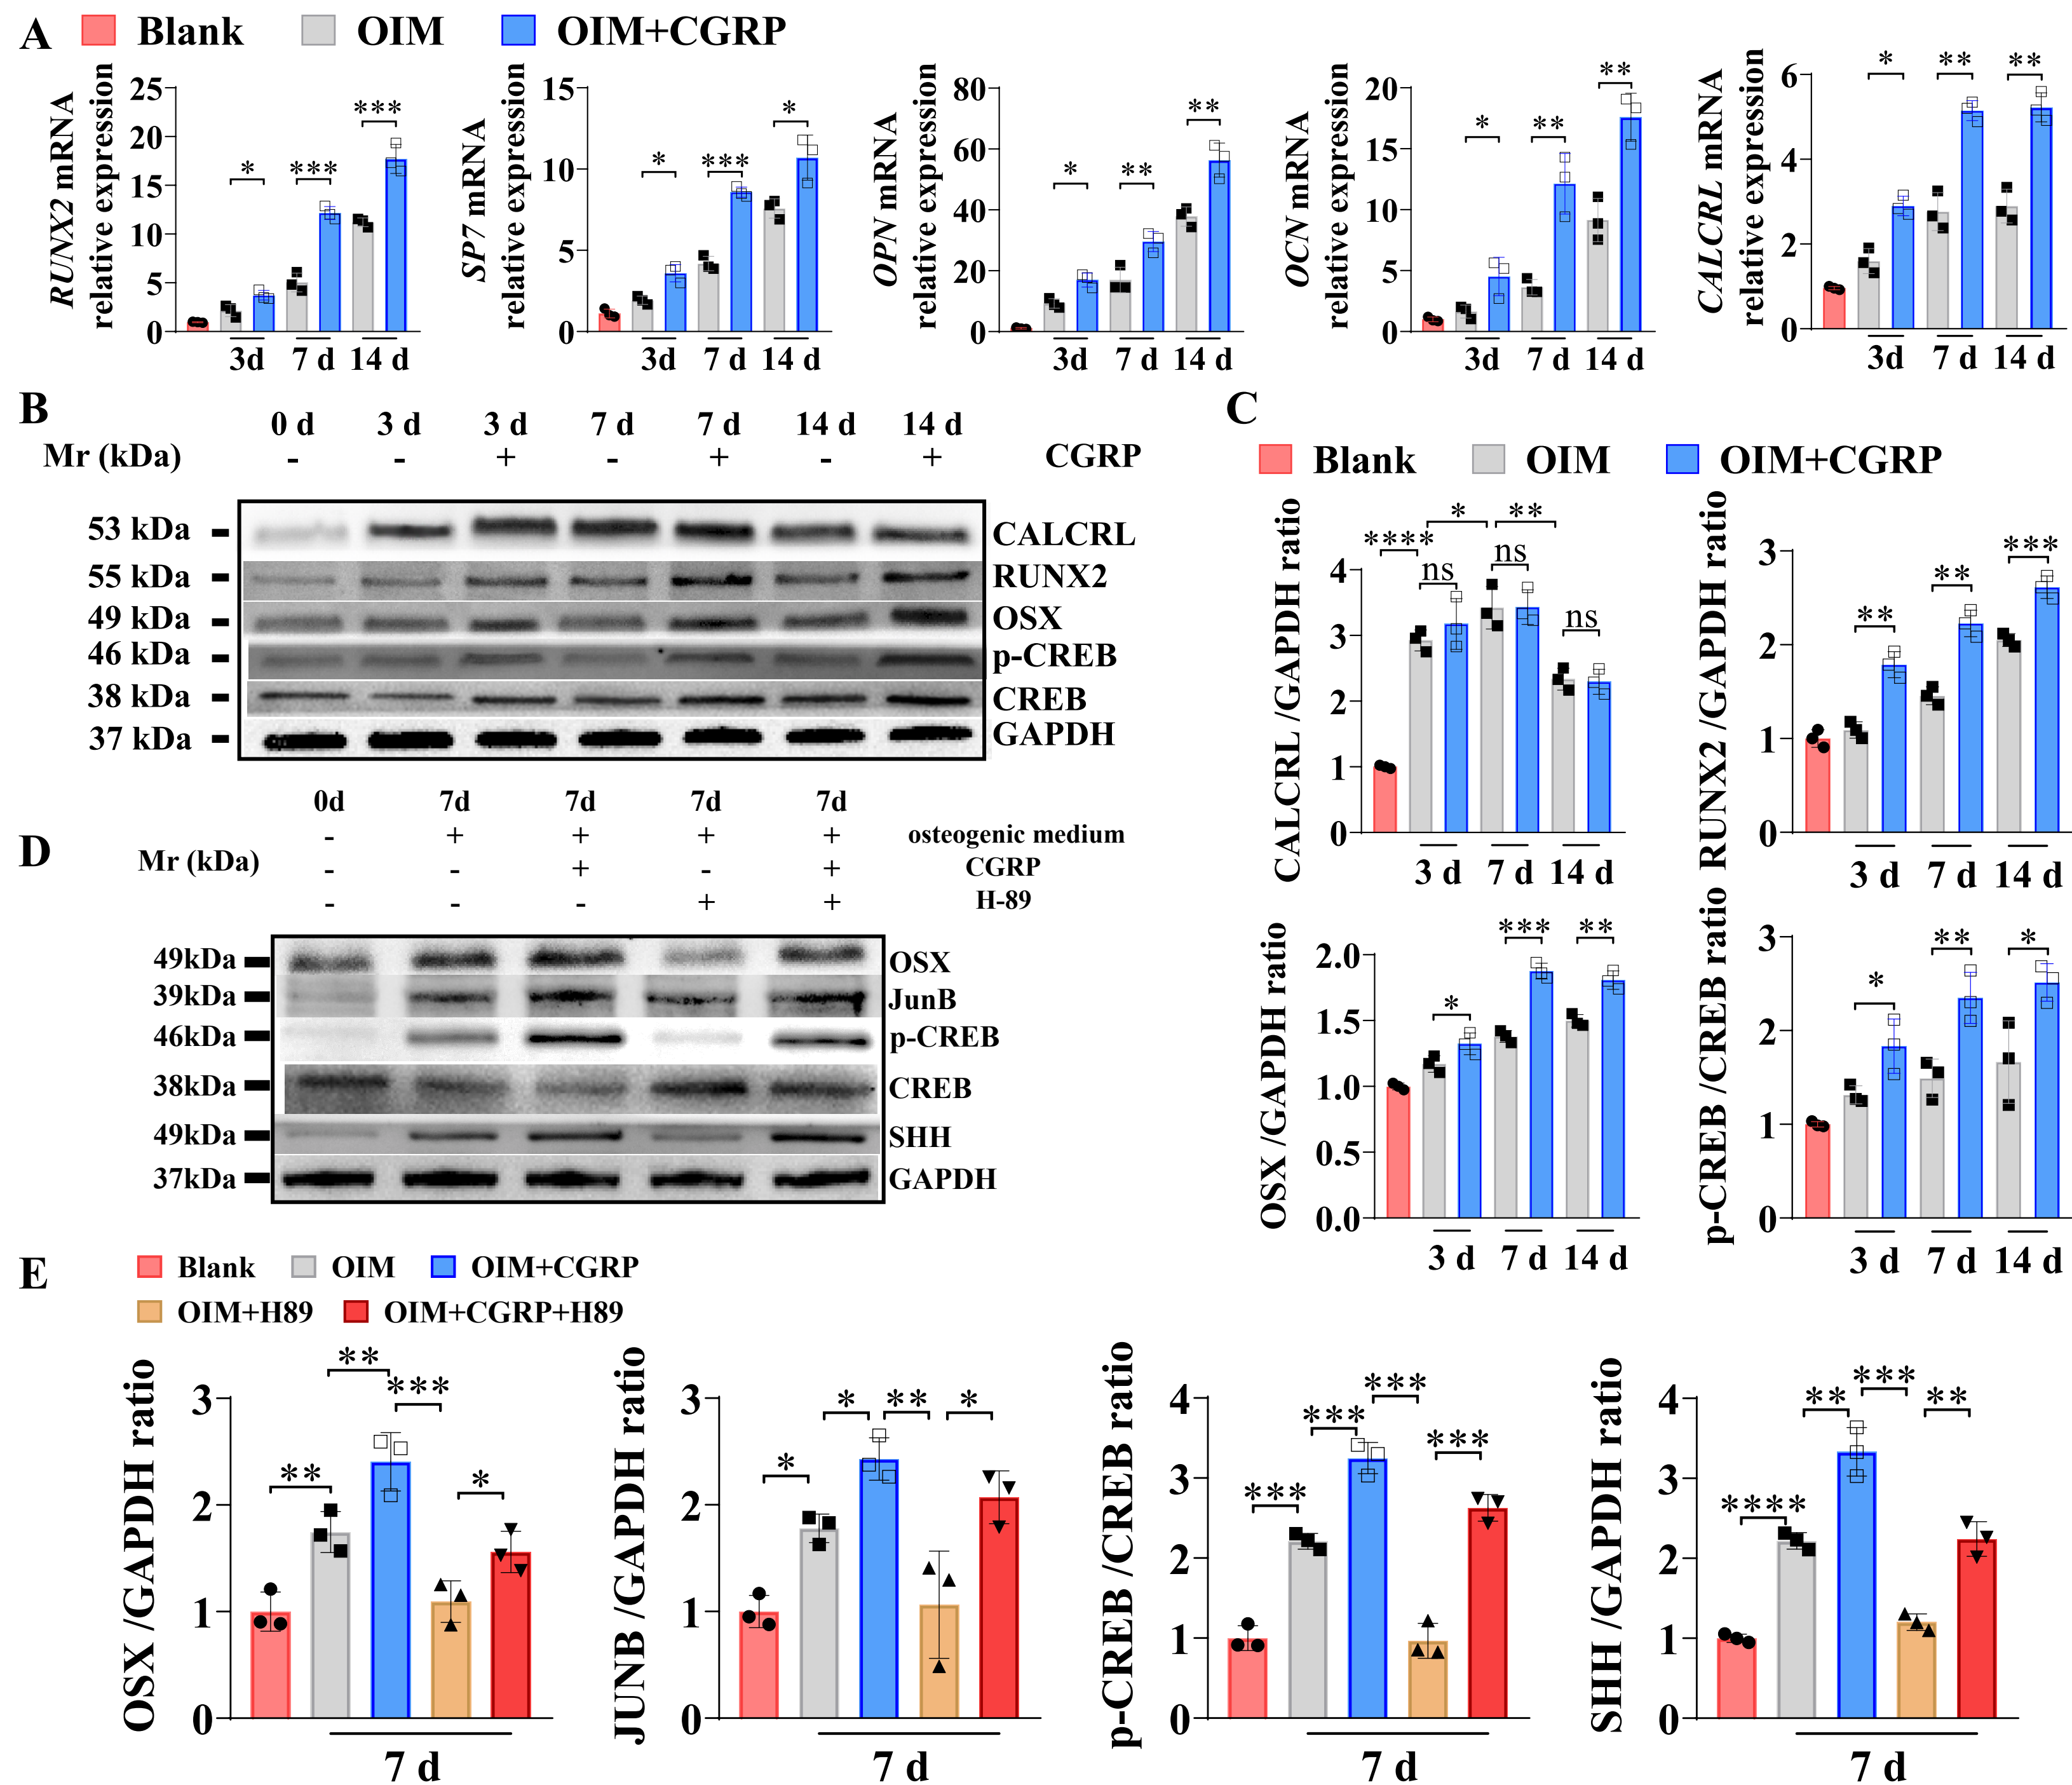 A Blank OIM OIM+CGRP
RUNX2 mRNA
relative expression
25
20
15
10
5
0
* *** ***
3d 7 d 14 d
SP7 mRNA
relative expression
15
10
5
0
* *** *
3d 7 d 14 d
OPN mRNA
relative expression
80
60
40
20
0
* ** **
3d 7 d 14 d
OCN mRNA
relative expression
20
15
10
5
0
* ** **
3d 7 d 14 d
CALCRL mRNA
relative expression
6
4
2
0
* ** **
3d 7 d 14 d
B
0 d 3 d 3 d 7 d 7 d 14 d 14 d
Mr (kDa) - - + - + - + CGRP
53 kDa CALCRL
55 kDa RUNX2
49 kDa OSX
46 kDa p-CREB
38 kDa CREB
37 kDa GAPDH
C
Blank OIM OIM+CGRP
CALCRL /GAPDH ratio
4
3
2
1
0
**** * **
ns ns ns
3 d 7 d 14 d
RUNX2 /GAPDH ratio
3
2
1
0
** ** ***
3 d 7 d 14 d
OSX /GAPDH ratio
2.0
1.5
1.0
0.5
0.0
* *** **
3 d 7 d 14 d
p-CREB /CREB ratio
3
2
1
0
* ** *
3 d 7 d 14 d
D
0d 7d 7d 7d 7d
- + + + + osteogenic medium
Mr (kDa) - - + - + CGRP
- - - + + H-89
49kDa OSX
39kDa JunB
46kDa p-CREB
38kDa CREB
49kDa SHH
37kDa GAPDH
E
Blank OIM OIM+CGRP
OIM+H89 OIM+CGRP+H89
OSX /GAPDH ratio
3
2
1
0
** ** *** *
7 d
JUNB /GAPDH ratio
3
2
1
0
* * ** *
7 d
p-CREB /CREB ratio
4
3
2
1
0
*** *** *** ***
7 d
SHH /GAPDH ratio
4
3
2
1
0
**** ** *** **
7 d